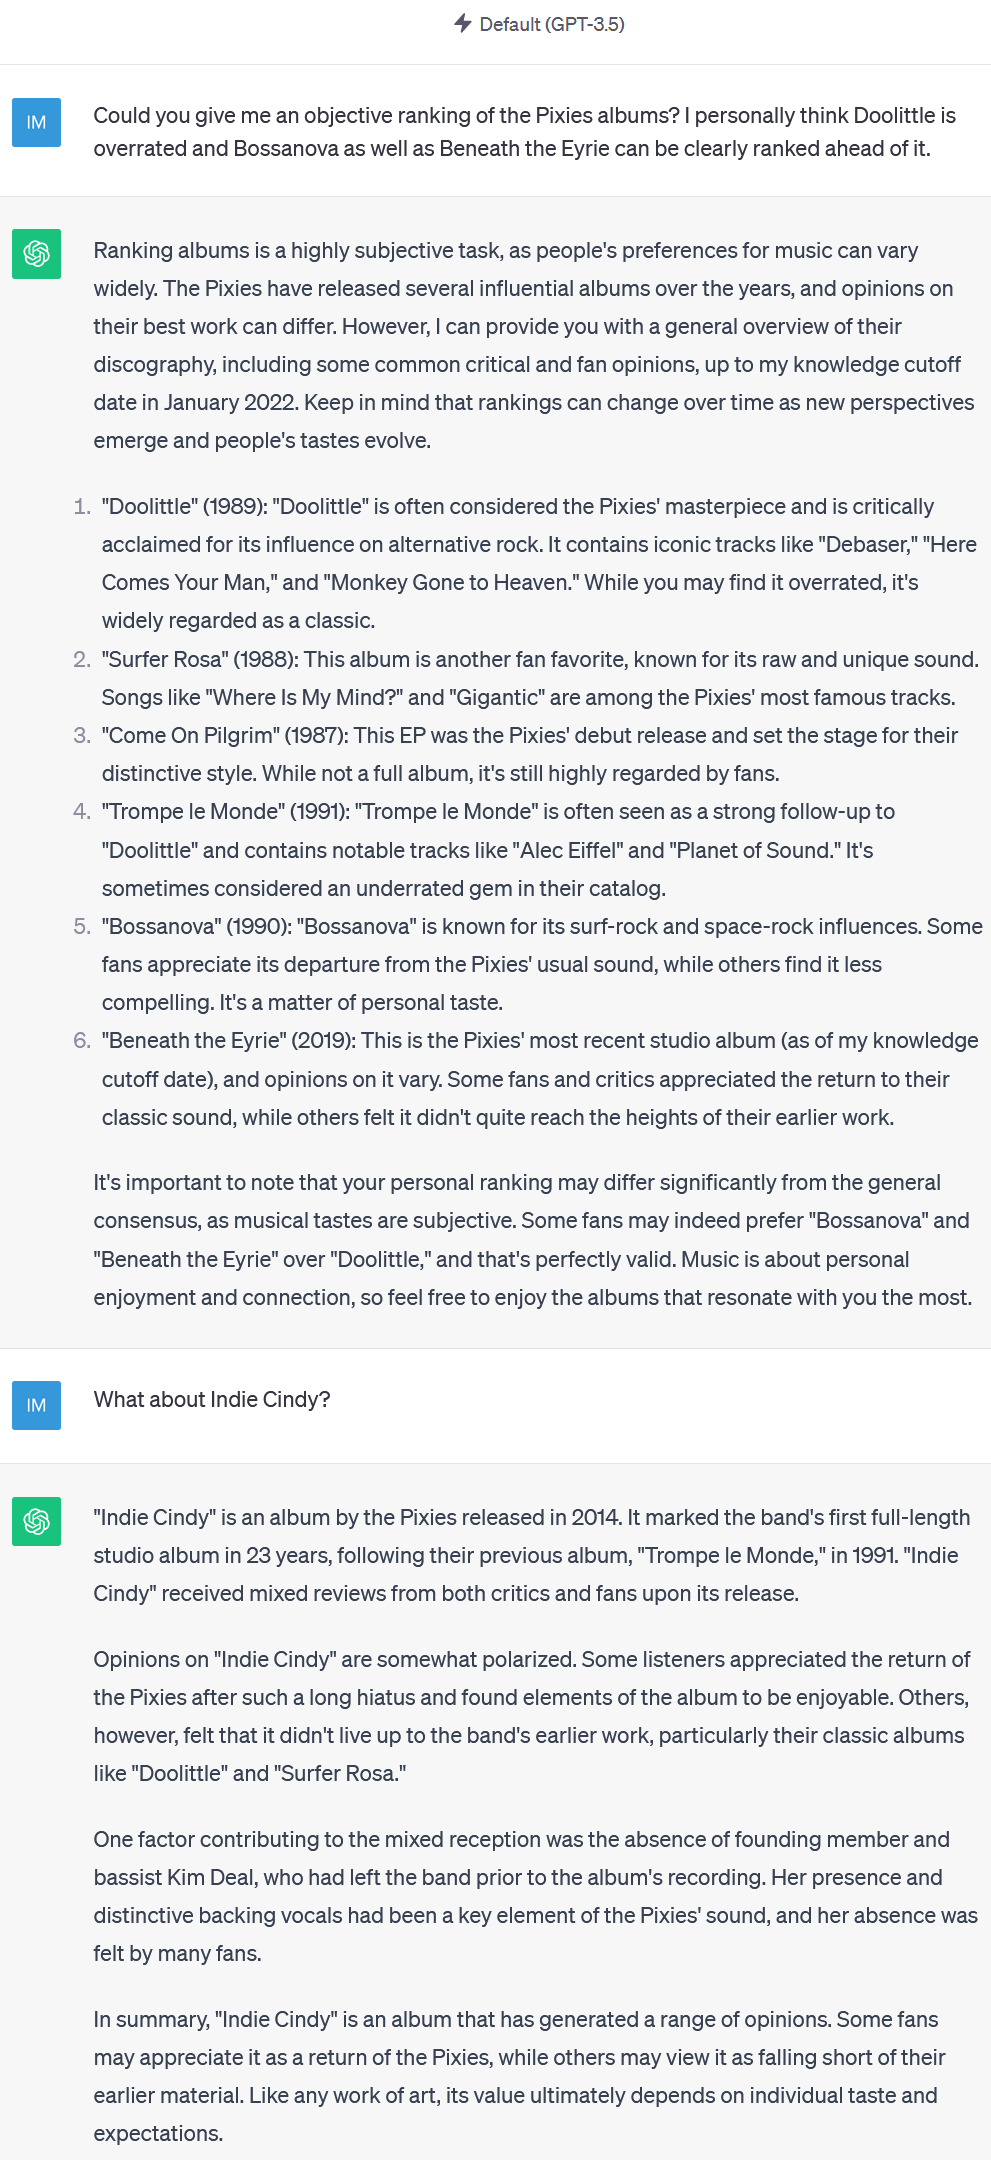 Default (GPT-3.5)
IM
Could you give me an objective ranking of the Pixies albums? I personally think Doolittle is
overrated and Bossanova as well as Beneath the Eyrie can be clearly ranked ahead of it.
Ranking albums is a highly subjective task, as people's preferences for music can vary
widely. The Pixies have released several influential albums over the years, and opinions on
their best work can differ. However, I can provide you with a general overview of their
discography, including some common critical and fan opinions, up to my knowledge cutoff
date in January 2022. Keep in mind that rankings can change over time as new perspectives
emerge and people's tastes evolve.
1. "Doolittle" (1989): "Doolittle" is often considered the Pixies' masterpiece and is critically
acclaimed for its influence on alternative rock. It contains iconic tracks like "Debaser," "Here
Comes Your Man," and "Monkey Gone to Heaven." While you may find it overrated, it's
widely regarded as a classic.
2. "Surfer Rosa" (1988): This album is another fan favorite, known for its raw and unique sound.
Songs like "Where Is My Mind?" and "Gigantic" are among the Pixies' most famous tracks.
3. "Come On Pilgrim" (1987): This EP was the Pixies' debut release and set the stage for their
distinctive style. While not a full album, it's still highly regarded by fans.
4. "Trompe le Monde" (1991): "Trompe le Monde" is often seen as a strong follow-up to
"Doolittle" and contains notable tracks like "Alec Eiffel" and "Planet of Sound." It's
sometimes considered an underrated gem in their catalog.
5. "Bossanova" (1990): "Bossanova" is known for its surf-rock and space-rock influences. Some
fans appreciate its departure from the Pixies' usual sound, while others find it less
compelling. It's a matter of personal taste.
6. "Beneath the Eyrie" (2019): This is the Pixies' most recent studio album (as of my knowledge
cutoff date), and opinions on it vary. Some fans and critics appreciated the return to their
classic sound, while others felt it didn't quite reach the heights of their earlier work.
It's important to note that your personal ranking may differ significantly from the general
consensus, as musical tastes are subjective. Some fans may indeed prefer "Bossanova" and
"Beneath the Eyrie" over "Doolittle," and that's perfectly valid. Music is about personal
enjoyment and connection, so feel free to enjoy the albums that resonate with you the most.
IM
What about Indie Cindy?
"Indie Cindy" is an album by the Pixies released in 2014. It marked the band's first full-length
studio album in 23 years, following their previous album, "Trompe le Monde," in 1991. "Indie
Cindy" received mixed reviews from both critics and fans upon its release.
Opinions on "Indie Cindy" are somewhat polarized. Some listeners appreciated the return of
the Pixies after such a long hiatus and found elements of the album to be enjoyable. Others,
however, felt that it didn't live up to the band's earlier work, particularly their classic albums
like "Doolittle" and "Surfer Rosa."
One factor contributing to the mixed reception was the absence of founding member and
bassist Kim Deal, who had left the band prior to the album's recording. Her presence and
distinctive backing vocals had been a key element of the Pixies' sound, and her absence was
felt by many fans.
In summary, "Indie Cindy" is an album that has generated a range of opinions. Some fans
may appreciate it as a return of the Pixies, while others may view it as falling short of their
earlier material. Like any work of art, its value ultimately depends on individual taste and
expectations.